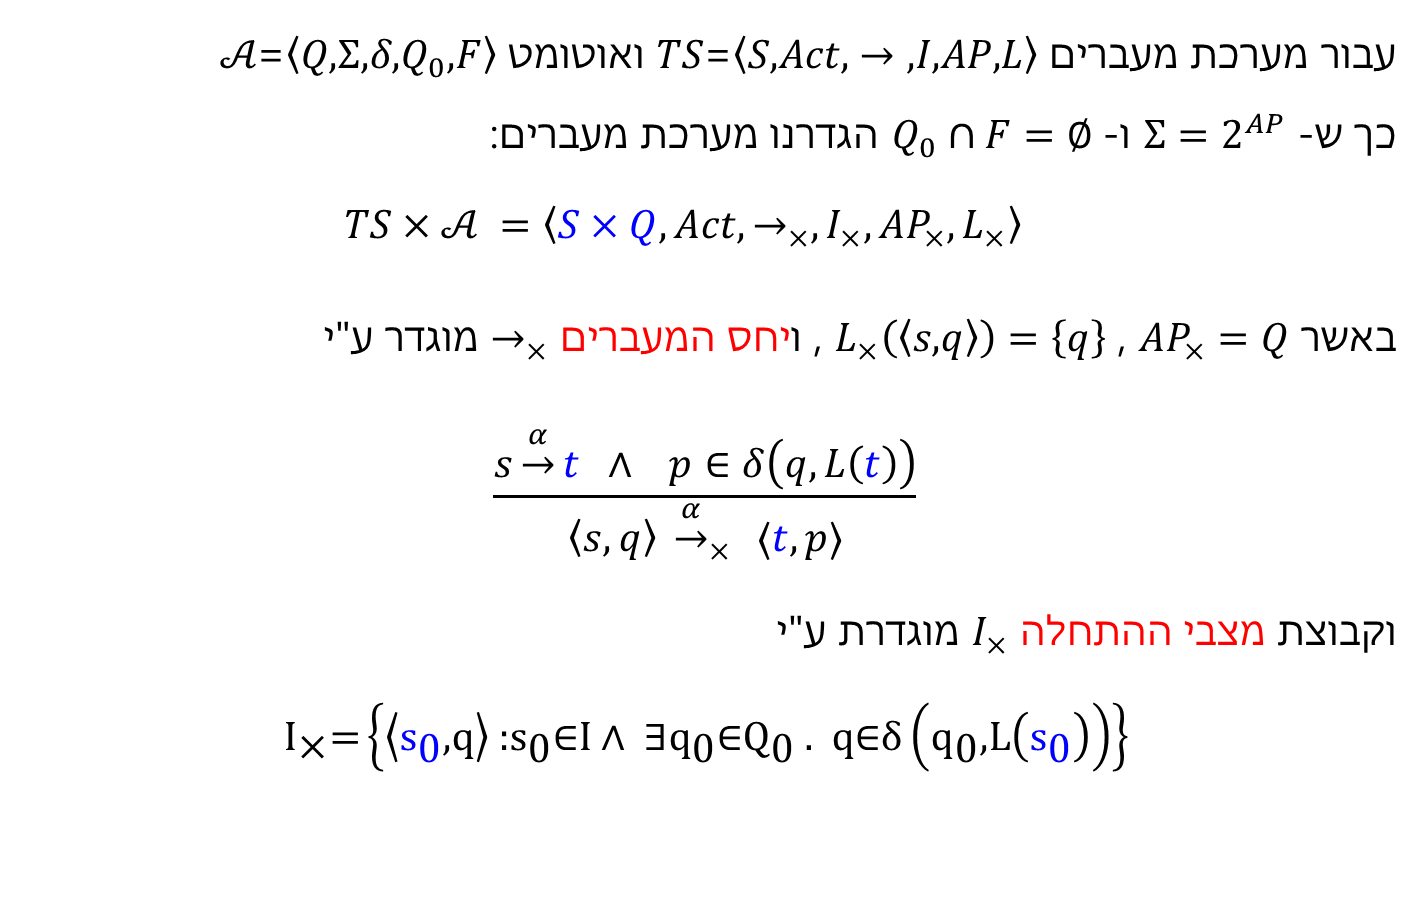 עבור מערכת מעברים TS=⟨S,Act,→,I,AP,L⟩ ואוטומט 𝒜=⟨Q,Σ,δ,Q₀,F⟩
כך ש- Σ = 2^AP ו- Q₀ ∩ F = ∅ הגדרנו מערכת מעברים:
TS × 𝒜 = ⟨S × Q, Act, →×, I×, AP×, L×⟩
באשר AP× = Q , L×(⟨s,q⟩) = {q} , ויחס המעברים →× מוגדר ע"י
s →^α t ∧ p ∈ δ(q, L(t))
⟨s, q⟩ →^α× ⟨t, p⟩
וקבוצת מצבי ההתחלה I× מוגדרת ע"י
I×={⟨s₀,q⟩ :s₀∈I ∧ ∃q₀∈Q₀ . q∈δ(q₀,L(s₀))}